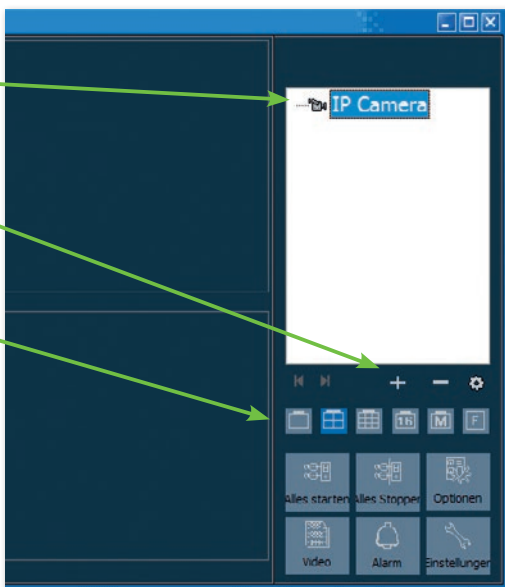 IP Camera
16 M F
Alles starten Alles Stoppen Optionen
Video Alarm Einstellungen